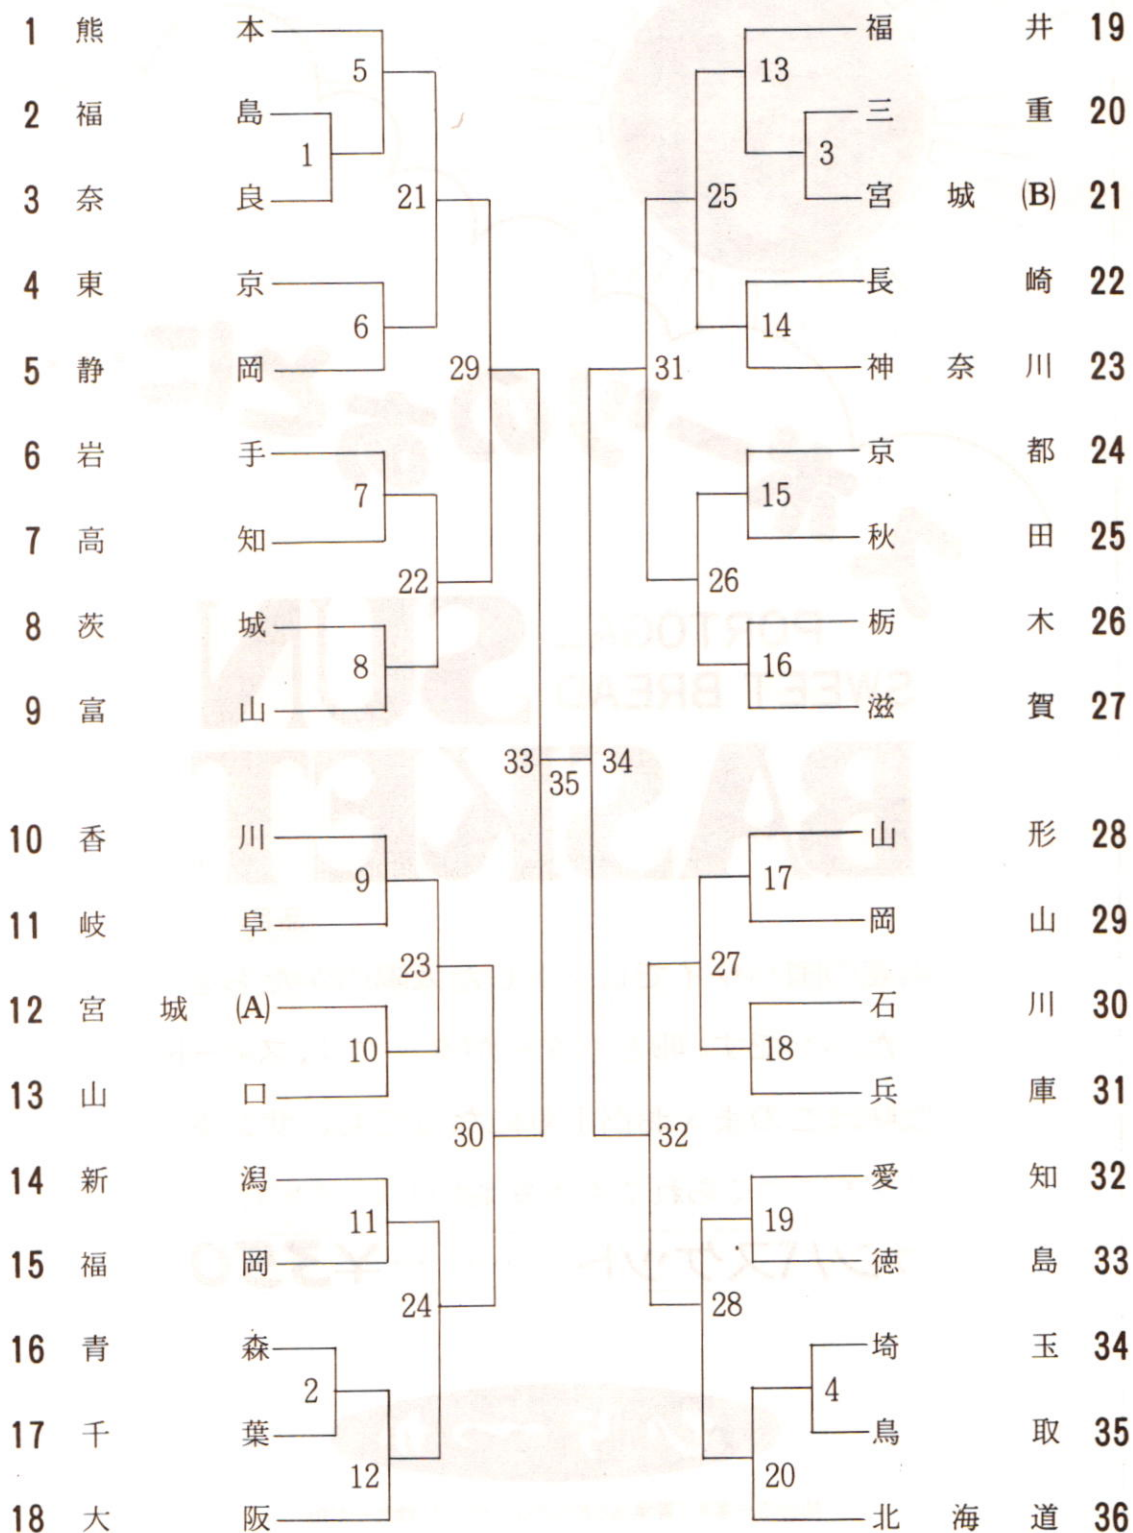 1 熊本
2 福島
3 奈良
4 東京
5 静岡
6 岩手
7 高知
8 茨城
9 富山
10 香川
11 岐阜
12 宮城(A)
13 山口
14 新潟
15 福岡
16 青森
17 千葉
18 大阪
5
1
21
6
29
7
22
8
33
9
23
10
30
11
24
2
12
35
34
13
3
25
14
31
15
26
16
17
27
18
32
19
28
4
20
福井 19
三重 20
宮城(B) 21
長崎 22
神奈川 23
京都 24
秋田 25
栃木 26
滋賀 27
山形 28
岡山 29
石川 30
兵庫 31
愛知 32
徳島 33
埼玉 34
鳥取 35
北海道 36
SWEET BREAD
SUN
BASKET